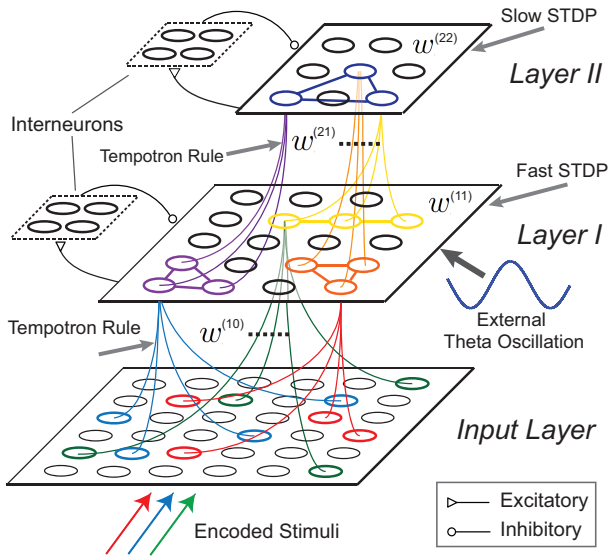 Slow STDP
w^(22)
Layer II
Interneurons
Tempotron Rule
w^(21)
Fast STDP
w^(11)
Layer I
Tempotron Rule
w^(10)
External
Theta Oscillation
Input Layer
Encoded Stimuli
Excitatory
Inhibitory